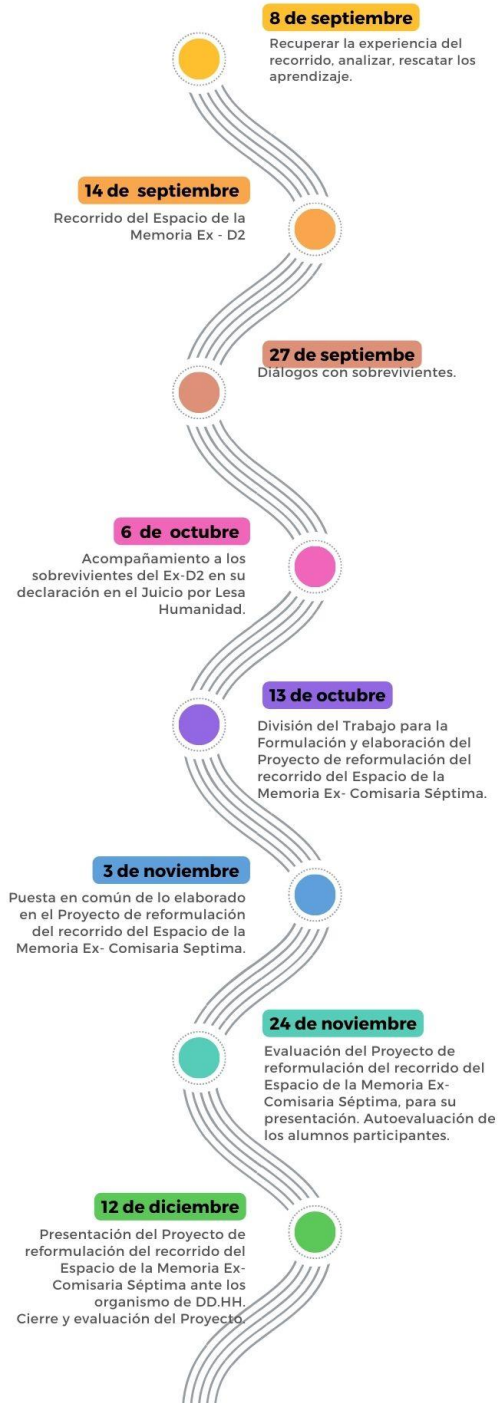 8 de septiembre
Recuperar la experiencia del
recorrido, analizar, rescatar los
aprendizaje.
14 de septiembre
Recorrido del Espacio de la
Memoria Ex - D2
27 de septiembe
Diálogos con sobrevivientes.
6 de octubre
Acompañamiento a los
sobrevivientes del Ex-D2 en su
declaración en el Juicio por Lesa
Humanidad.
13 de octubre
División del Trabajo para la
Formulación y elaboración del
Proyecto de reformulación del
recorrido del Espacio de la
Memoria Ex- Comisaria Séptima.
3 de noviembre
Puesta en común de lo elaborado
en el Proyecto de reformulación
del recorrido del Espacio de la
Memoria Ex- Comisaria Septima.
24 de noviembre
Evaluación del Proyecto de
reformulación del recorrido del
Espacio de la Memoria Ex-
Comisaria Séptima, para su
presentación. Autoevaluación de
los alumnos participantes.
12 de diciembre
Presentación del Proyecto de
reformulación del recorrido del
Espacio de la Memoria Ex-
Comisaria Séptima ante los
organismo de DD.HH.
Cierre y evaluación del Proyecto.